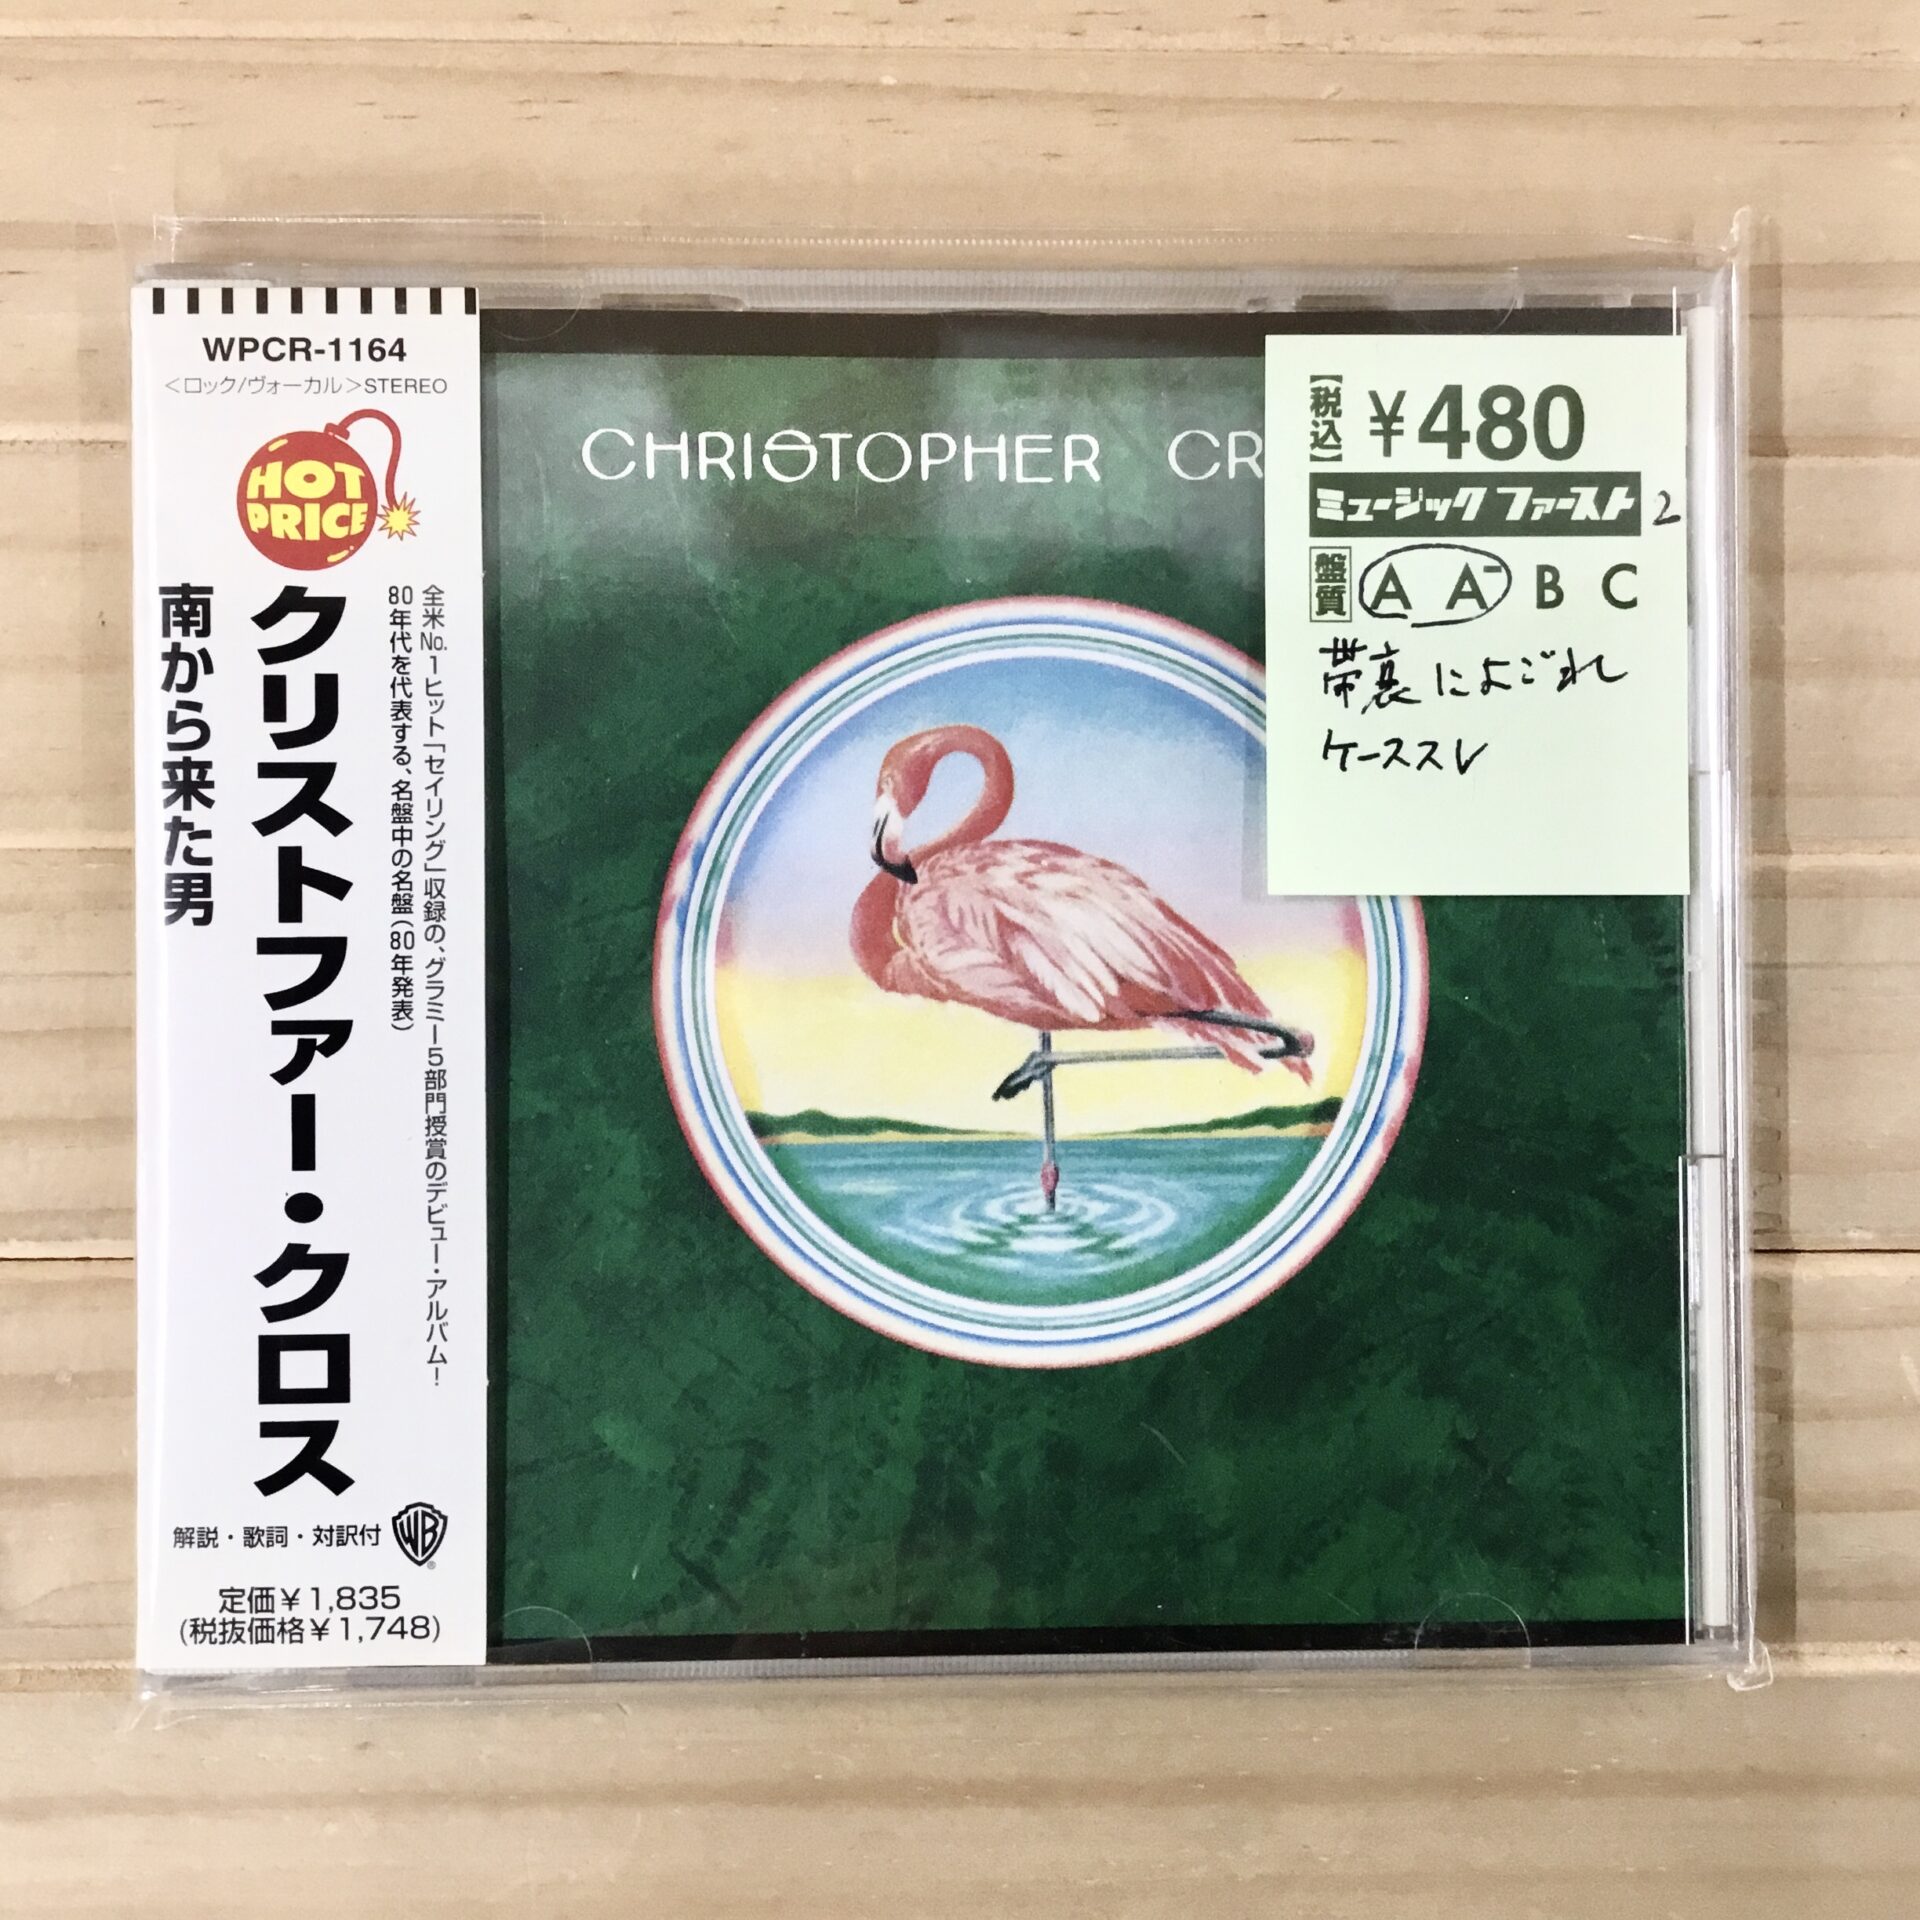 WPCR-1164
<ロック/ヴォーカル>STEREO
HOT
PRICE
全米No.1ヒット「セイリング」収録の、グラミー5部門授賞のデビュー・アルバム!
80年代を代表する、名盤中の名盤(80年発表)
クリストファー・クロス
南から来た男
解説・歌詞・対訳付
WB
定価¥1,835
(税抜価格¥1,748)
CHRISTOPHER CR
【税込】 ¥480
ミュージック ファースト 2
盤質 A A- B C
帯裏によごれ
ケーススレ